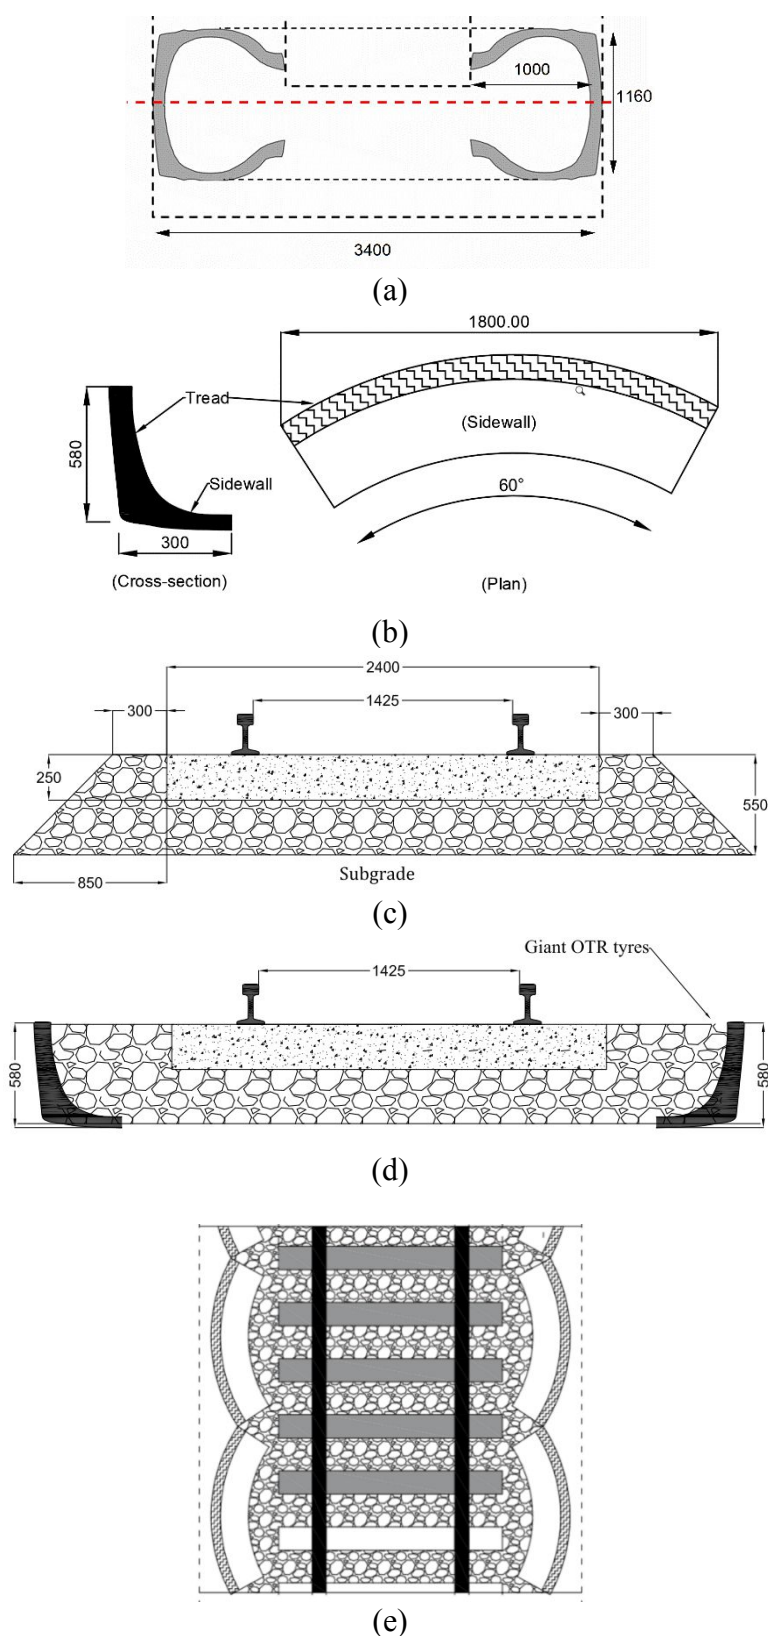 1000
1160
3400
(a)
1800.00
Tread
580
(Sidewall)
Sidewall
60°
300
(Cross-section)
(Plan)
(b)
2400
1425
300
300
250
550
850
Subgrade
(c)
Giant OTR tyres
1425
580
580
(d)
(e)